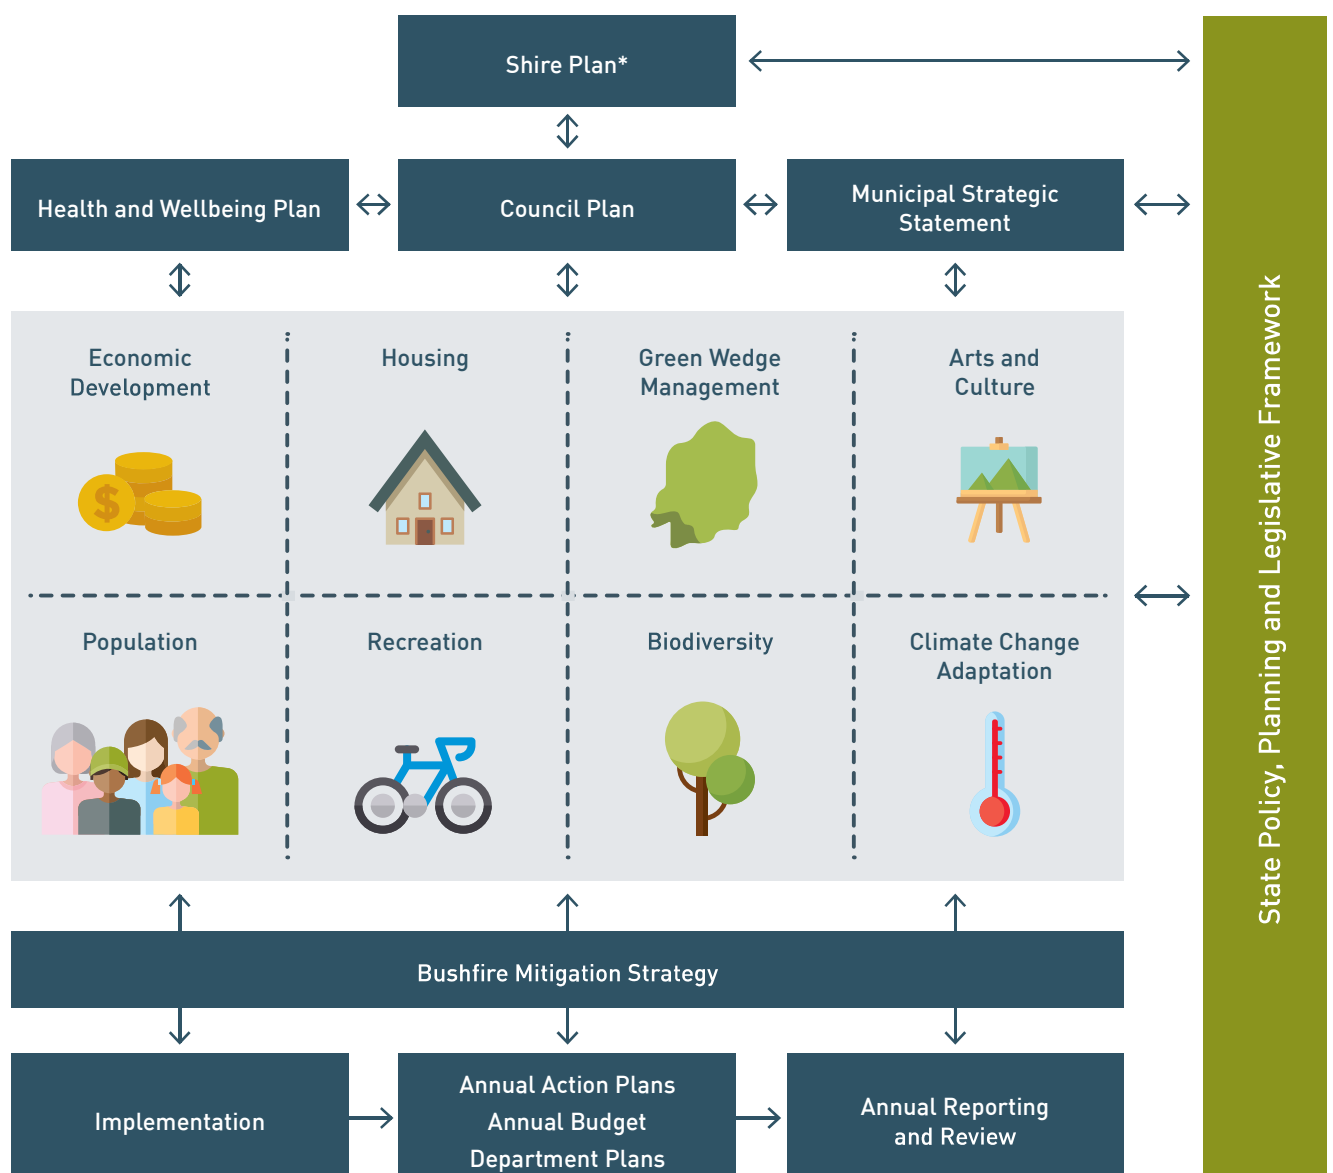 Shire Plan*
Health and Wellbeing Plan
Council Plan
Municipal Strategic
Statement
Economic
Development
Housing
Green Wedge
Management
Arts and
Culture
$
Population
Recreation
Biodiversity
Climate Change
Adaptation
Bushfire Mitigation Strategy
Implementation
Annual Action Plans
Annual Budget
Department Plans
Annual Reporting
and Review
State Policy, Planning and Legislative Framework